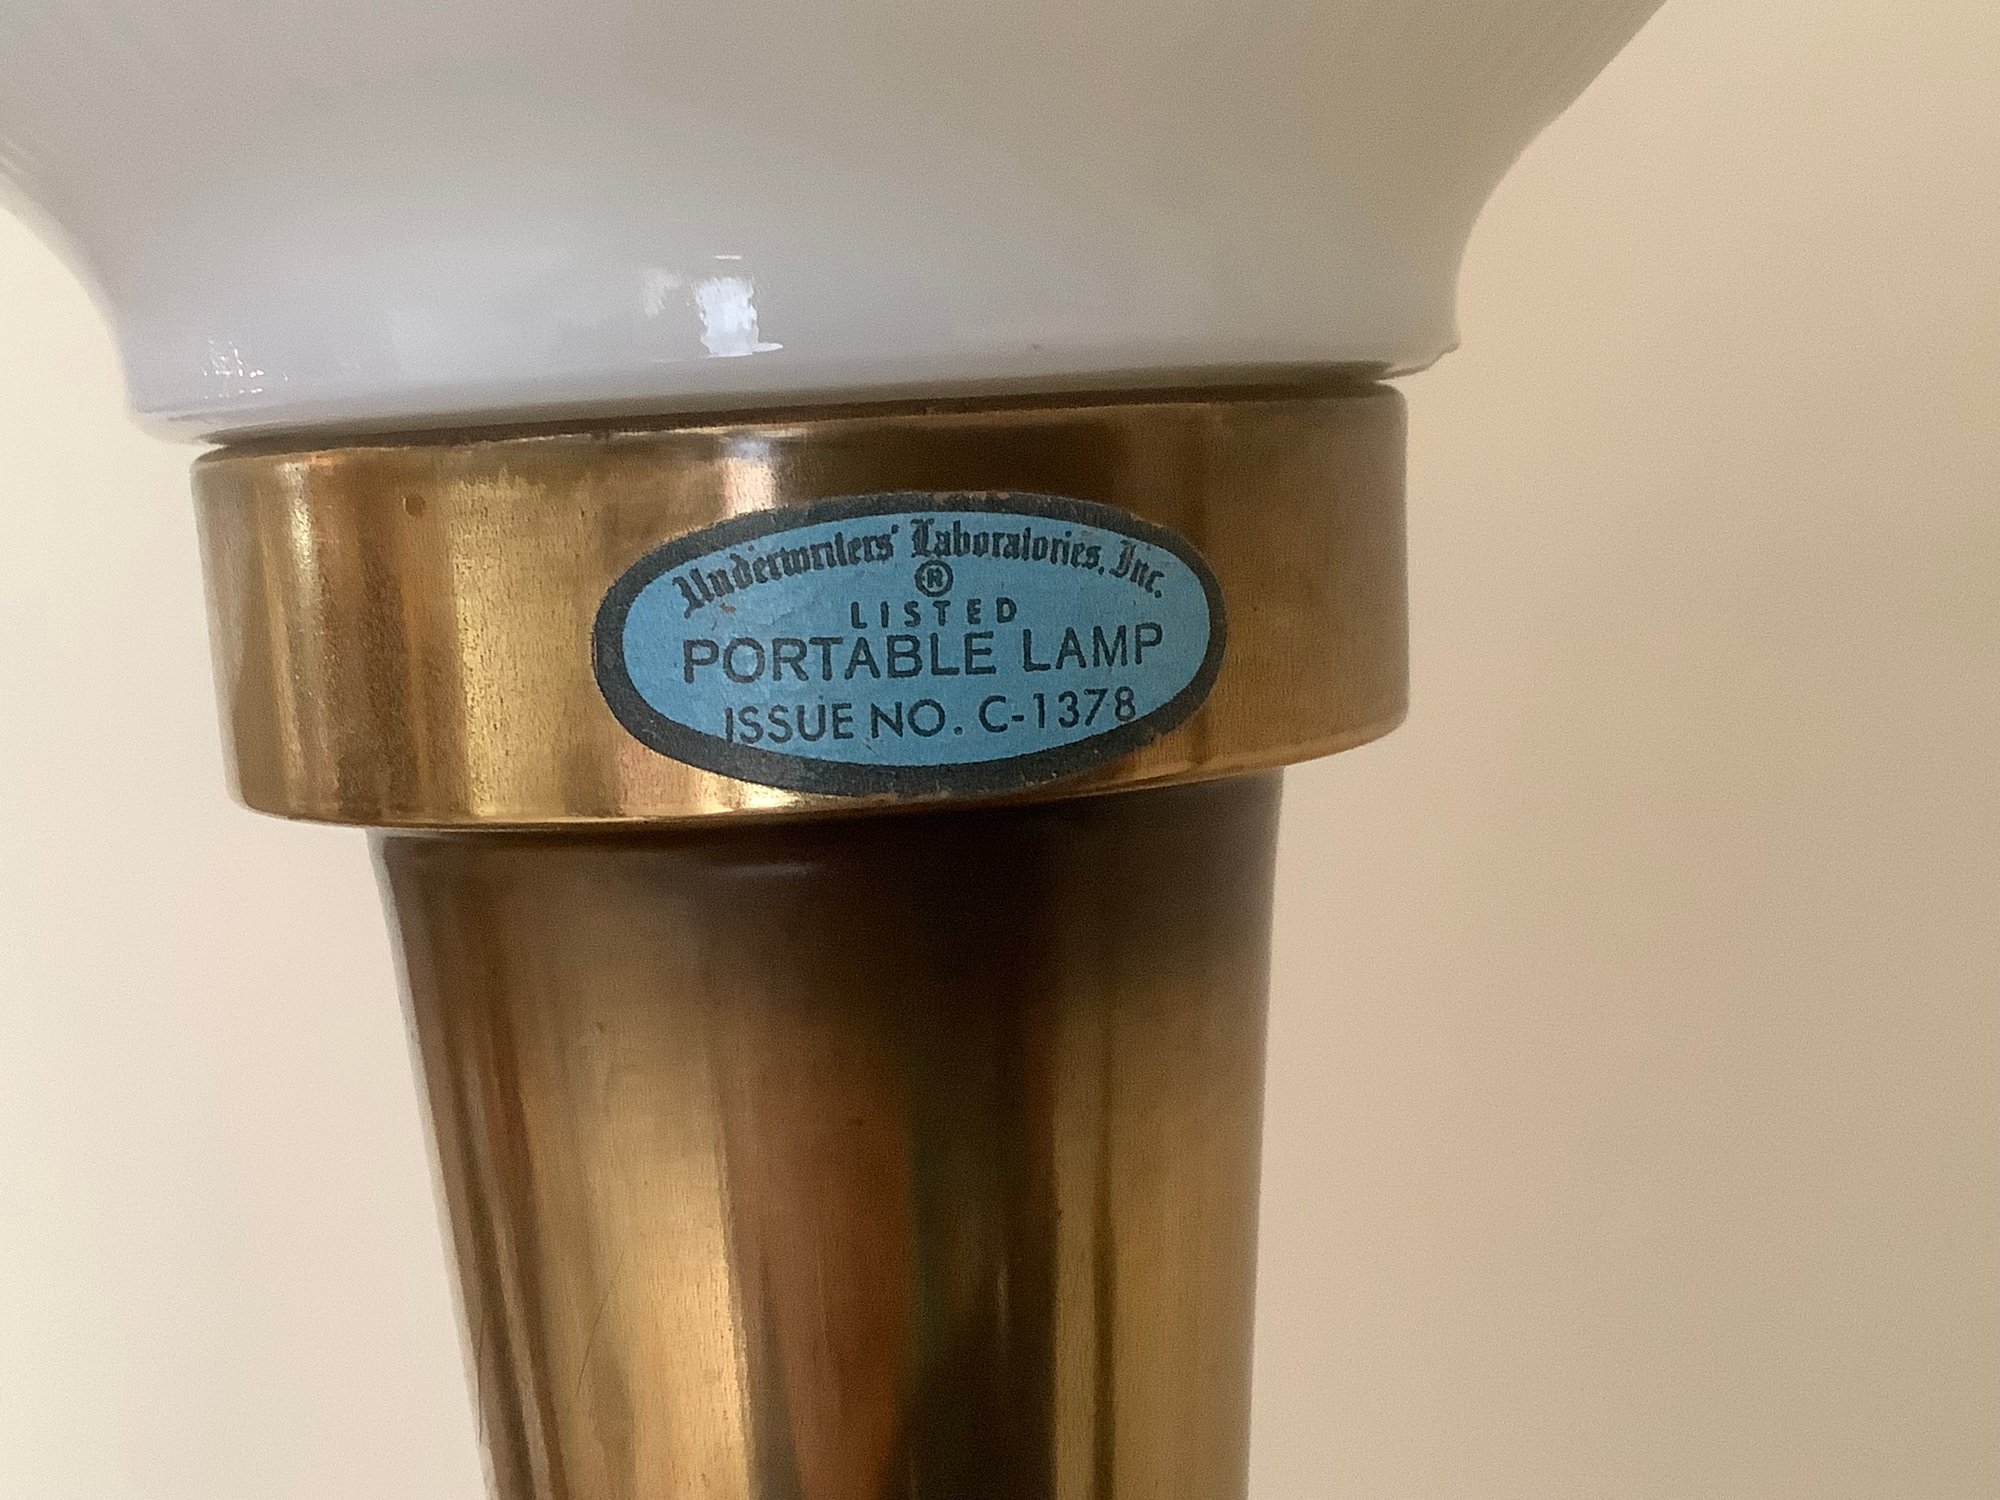 Underwriters' Laboratories, Inc.
®
LISTED
PORTABLE LAMP
ISSUE NO. C-1378